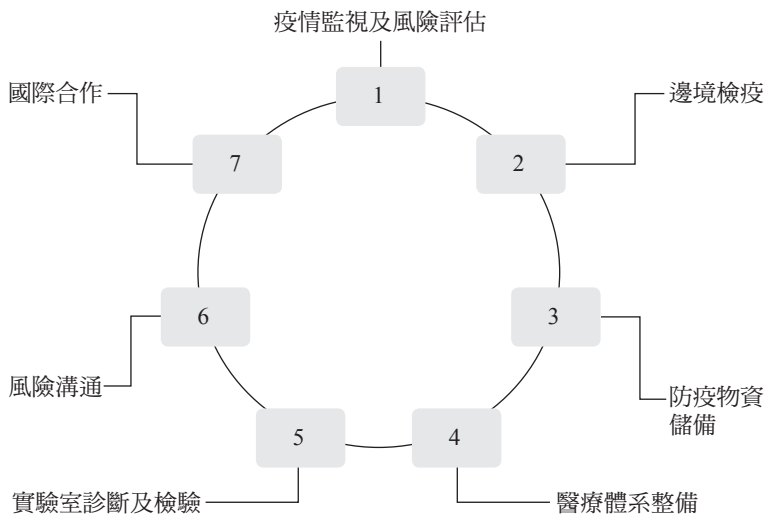 疫情監視及風險評估
1
國際合作
邊境檢疫
7
2
6
3
風險溝通
防疫物資
儲備
5
4
實驗室診斷及檢驗
醫療體系整備